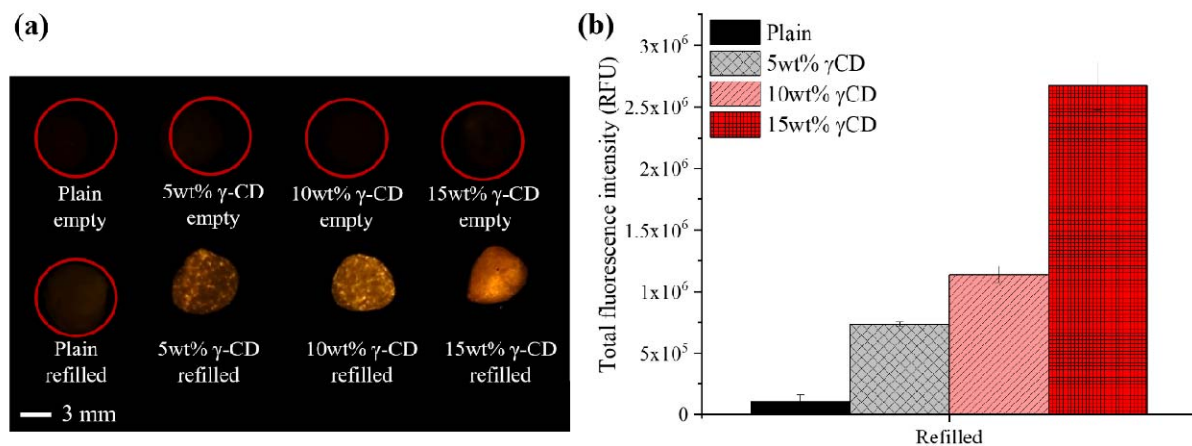 (a)
Plain
empty
5wt% γ-CD
empty
10wt% γ-CD
empty
15wt% γ-CD
empty
Plain
refilled
5wt% γ-CD
refilled
10wt% γ-CD
refilled
15wt% γ-CD
refilled
3 mm
(b)
Total fluorescence intensity (RFU)
3x10⁶
2.5x10⁶
2x10⁶
1.5x10⁶
1x10⁶
5x10⁵
0
Plain
5wt% γCD
10wt% γCD
15wt% γCD
Refilled